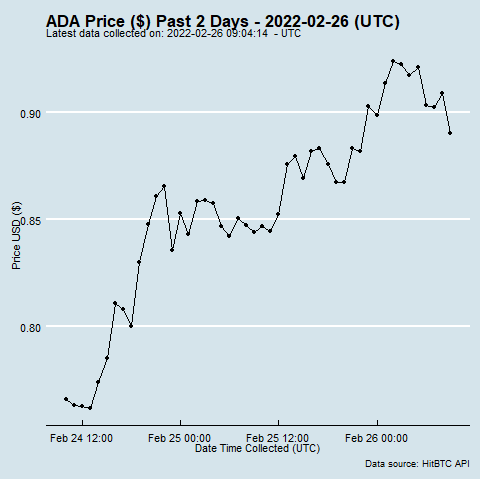 ADA Price ($) Past 2 Days - 2022-02-26 (UTC)
Latest data collected on: 2022-02-26 09:04:14 - UTC
Price USD ($)
0.90
0.85
0.80
Feb 24 12:00
Feb 25 00:00
Feb 25 12:00
Feb 26 00:00
Date Time Collected (UTC)
Data source: HitBTC API